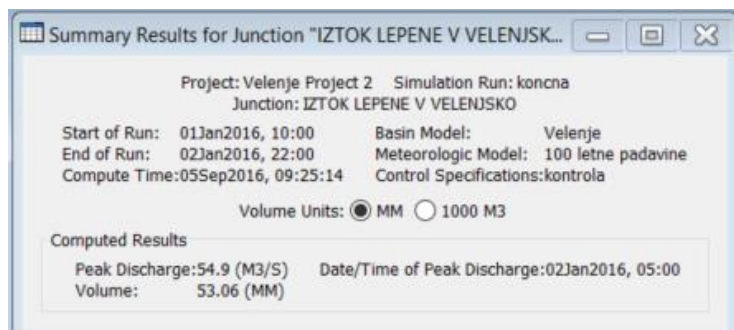 Summary Results for Junction "IZTOK LEPENE V VELENJSK...
Project: Velenje Project 2 Simulation Run: koncna
Junction: IZTOK LEPENE V VELENJSKO
Start of Run: 01Jan2016, 10:00 Basin Model: Velenje
End of Run: 02Jan2016, 22:00 Meteorologic Model: 100 letne padavine
Compute Time:05Sep2016, 09:25:14 Control Specifications:kontrola
Volume Units: MM 1000 M3
Computed Results
Peak Discharge:54.9 (M3/S) Date/Time of Peak Discharge:02Jan2016, 05:00
Volume: 53.06 (MM)